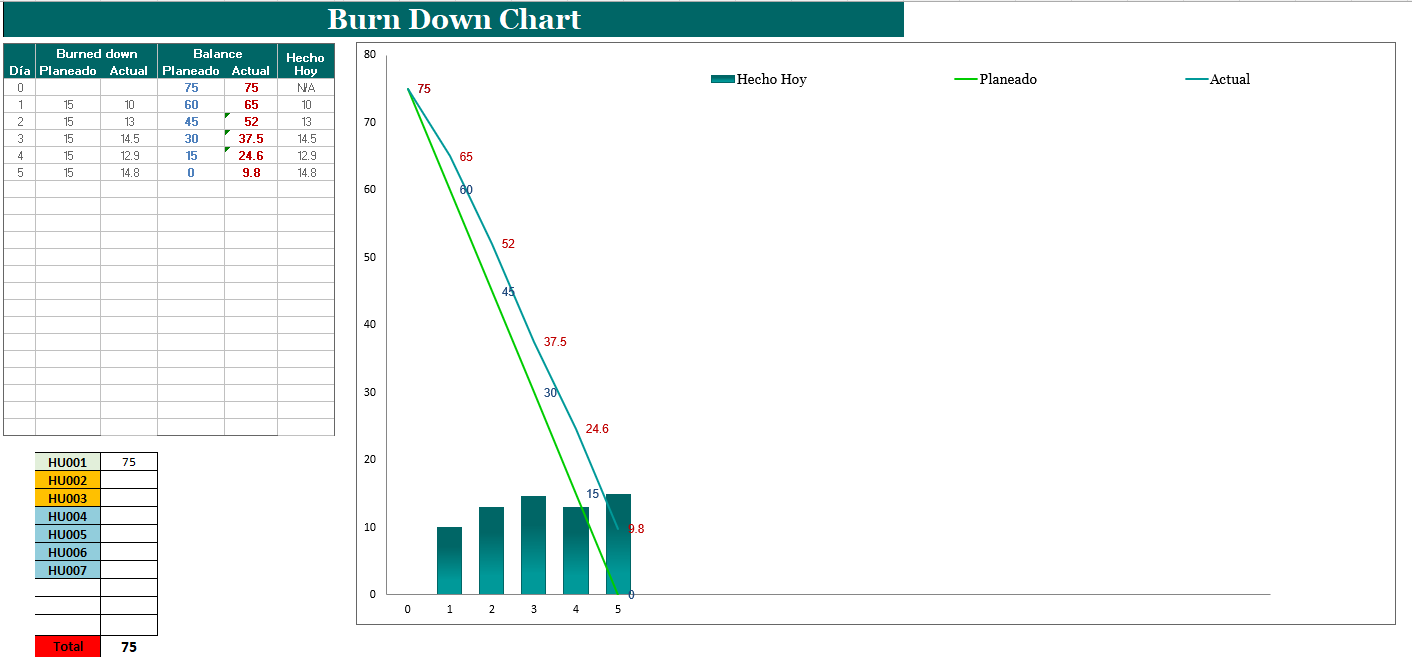 Burn Down Chart
Burned down Balance Hecho
Día Planeado Actual Planeado Actual Hoy
0 75 75 N/A
1 15 10 60 65 10
2 15 13 45 52 13
3 15 14.5 30 37.5 14.5
4 15 12.9 15 24.6 12.9
5 15 14.8 0 9.8 14.8
HU001 75
HU002
HU003
HU004
HU005
HU006
HU007
Total 75
Hecho Hoy Planeado Actual
80
70
60
50
40
30
20
10
0
75
65
60
52
45
37.5
30
24.6
15
9.8
0
0 1 2 3 4 5